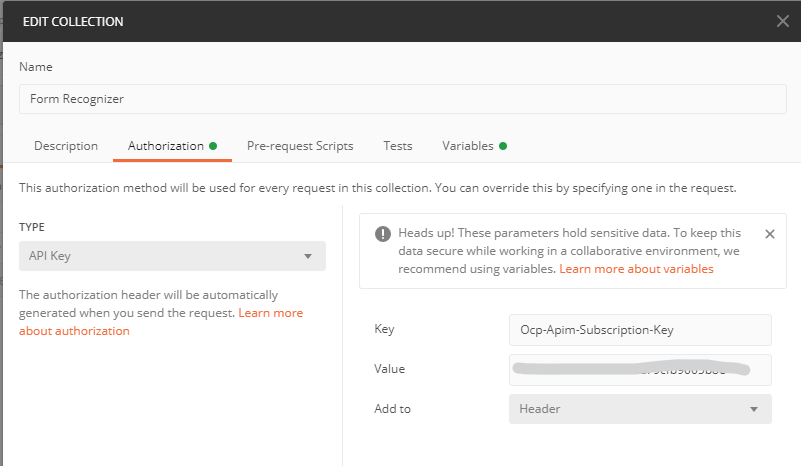 EDIT COLLECTION
Name
Form Recognizer
Description Authorization Pre-request Scripts Tests Variables
This authorization method will be used for every request in this collection. You can override this by specifying one in the request.
TYPE
API Key
The authorization header will be automatically
generated when you send the request. Learn more
about authorization
Heads up! These parameters hold sensitive data. To keep this
data secure while working in a collaborative environment, we
recommend using variables. Learn more about variables
Key Ocp-Apim-Subscription-Key
Value
Add to Header